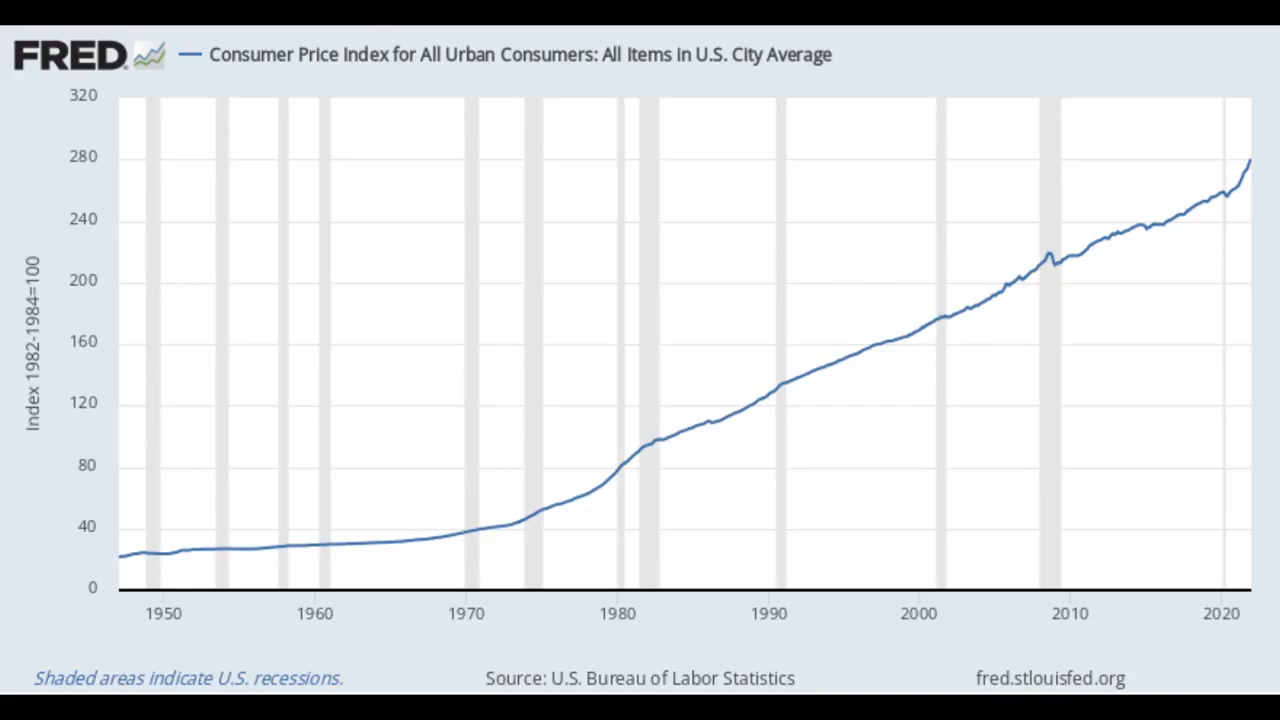 FRED
Consumer Price Index for All Urban Consumers: All Items in U.S. City Average
320
280
240
200
160
120
80
40
0
Index 1982-1984=100
1950 1960 1970 1980 1990 2000 2010 2020
Shaded areas indicate U.S. recessions.
Source: U.S. Bureau of Labor Statistics
fred.stlouisfed.org